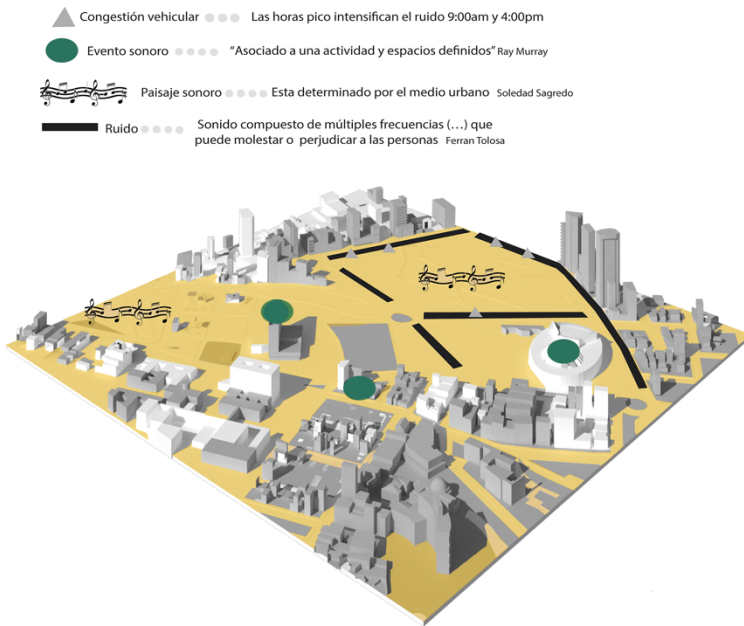 Congestión vehicular Las horas pico intensifican el ruido 9:00am y 4:00pm
Evento sonoro "Asociado a una actividad y espacios definidos" Ray Murray
Paisaje sonoro Esta determinado por el medio urbano Soledad Sagredo
Ruido Sonido compuesto de múltiples frecuencias (...) que
puede molestar o perjudicar a las personas Ferran Tolosa